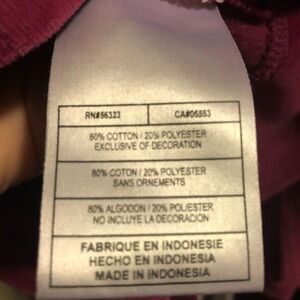 RN#56323 CA#05553
80% COTTON / 20% POLYESTER
EXCLUSIVE OF DECORATION
80% COTON / 20% POLYESTER
SANS ORNEMENTS
80% ALGODON / 20% POLIESTER
NO INCLUYE LA DECORACION
FABRIQUE EN INDONESIE
HECHO EN INDONESIA
MADE IN INDONESIA